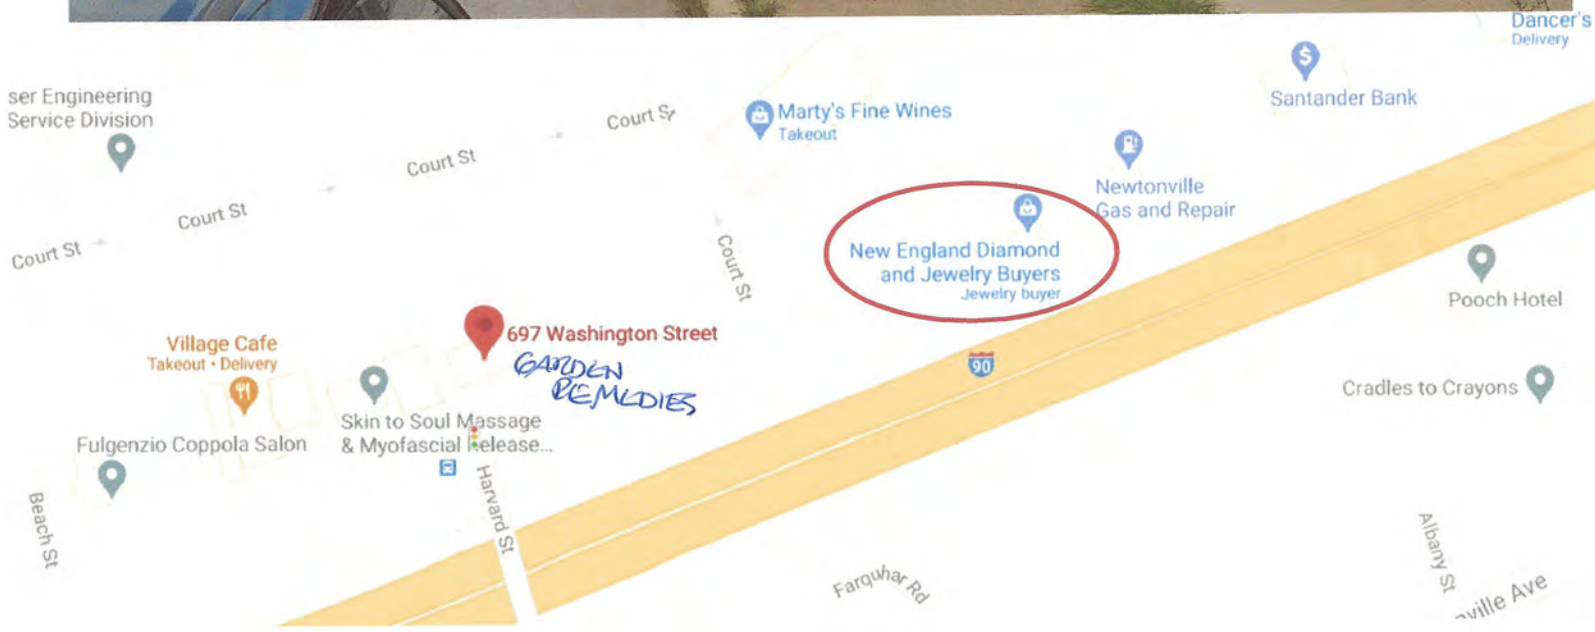 Dancer's
Delivery
ser Engineering
Service Division
Santander Bank
Marty's Fine Wines
Takeout
Court St
Court St
Court St
Court St
Court St
Newtonville
Gas and Repair
New England Diamond
and Jewelry Buyers
Jewelry buyer
Pooch Hotel
697 Washington Street
GARDEN
REMEDIES
Village Cafe
Takeout • Delivery
90
Cradles to Crayons
Skin to Soul Massage
& Myofascial Release...
Fulgenzio Coppola Salon
Harvard St
Beach St
Albany St
Farquhar Rd
ville Ave